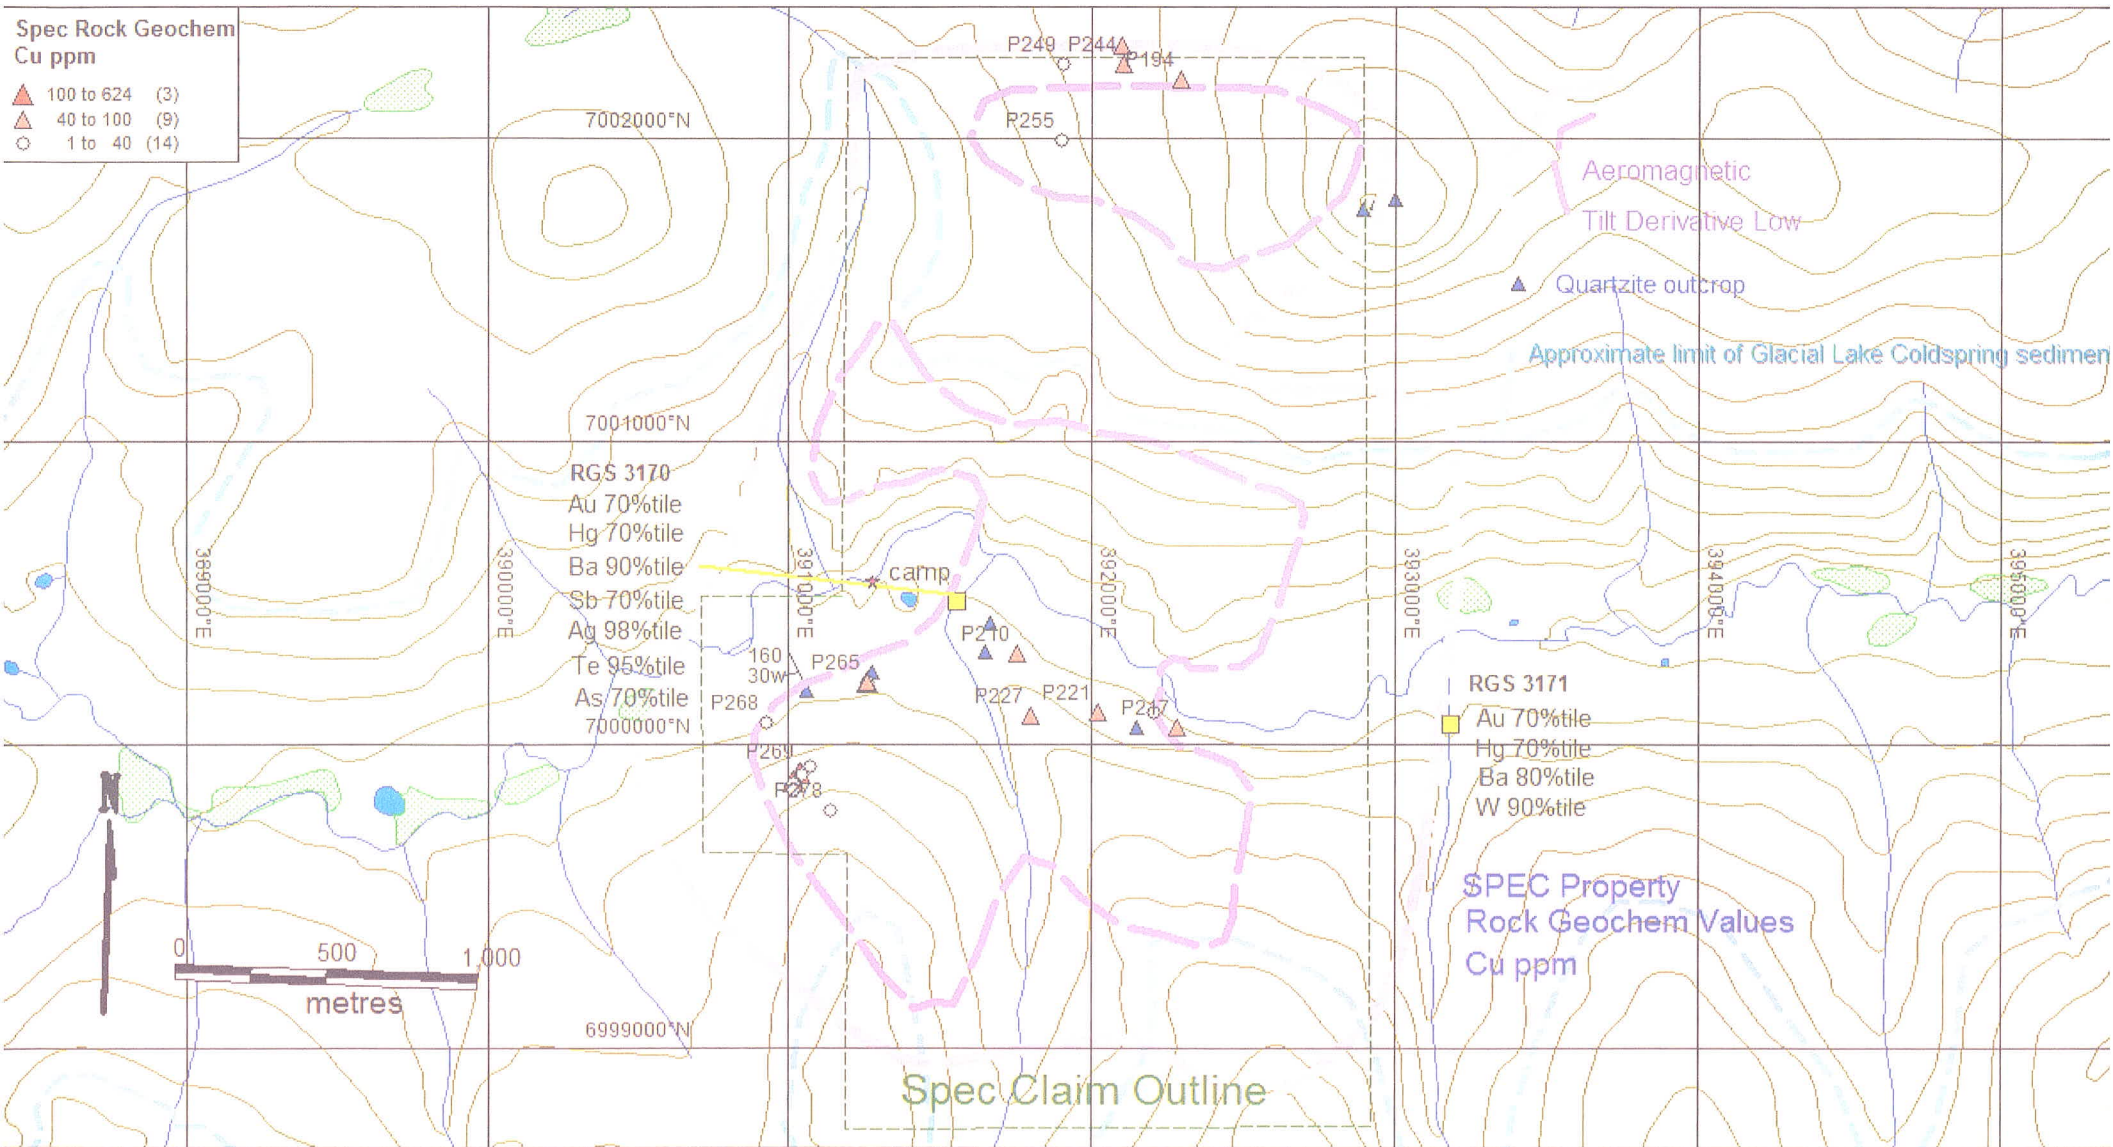 Spec Rock Geochem
Cu ppm
100 to 624 (3)
40 to 100 (9)
1 to 40 (14)
P249 P244
P194
7002000°N
P255
Aeromagnetic
Tilt Derivative Low
Quartzite outcrop
Approximate limit of Glacial Lake Coldspring sedimen
7001000°N
RGS 3170
Au 70%tile
Hg 70%tile
Ba 90%tile
Sb 70%tile
Ag 98%tile
Te 95%tile
As 70%tile
389000°E
390000°E
391000°E
392000°E
393000°E
394000°E
395000°E
camp
P210
160
30w
P265
P268
P227 P221
P247
7000000°N
RGS 3171
Au 70%tile
Hg 70%tile
Ba 80%tile
W 90%tile
P269
P278
N
SPEC Property
Rock Geochem Values
Cu ppm
0 500 1,000
metres
6999000°N
Spec Claim Outline